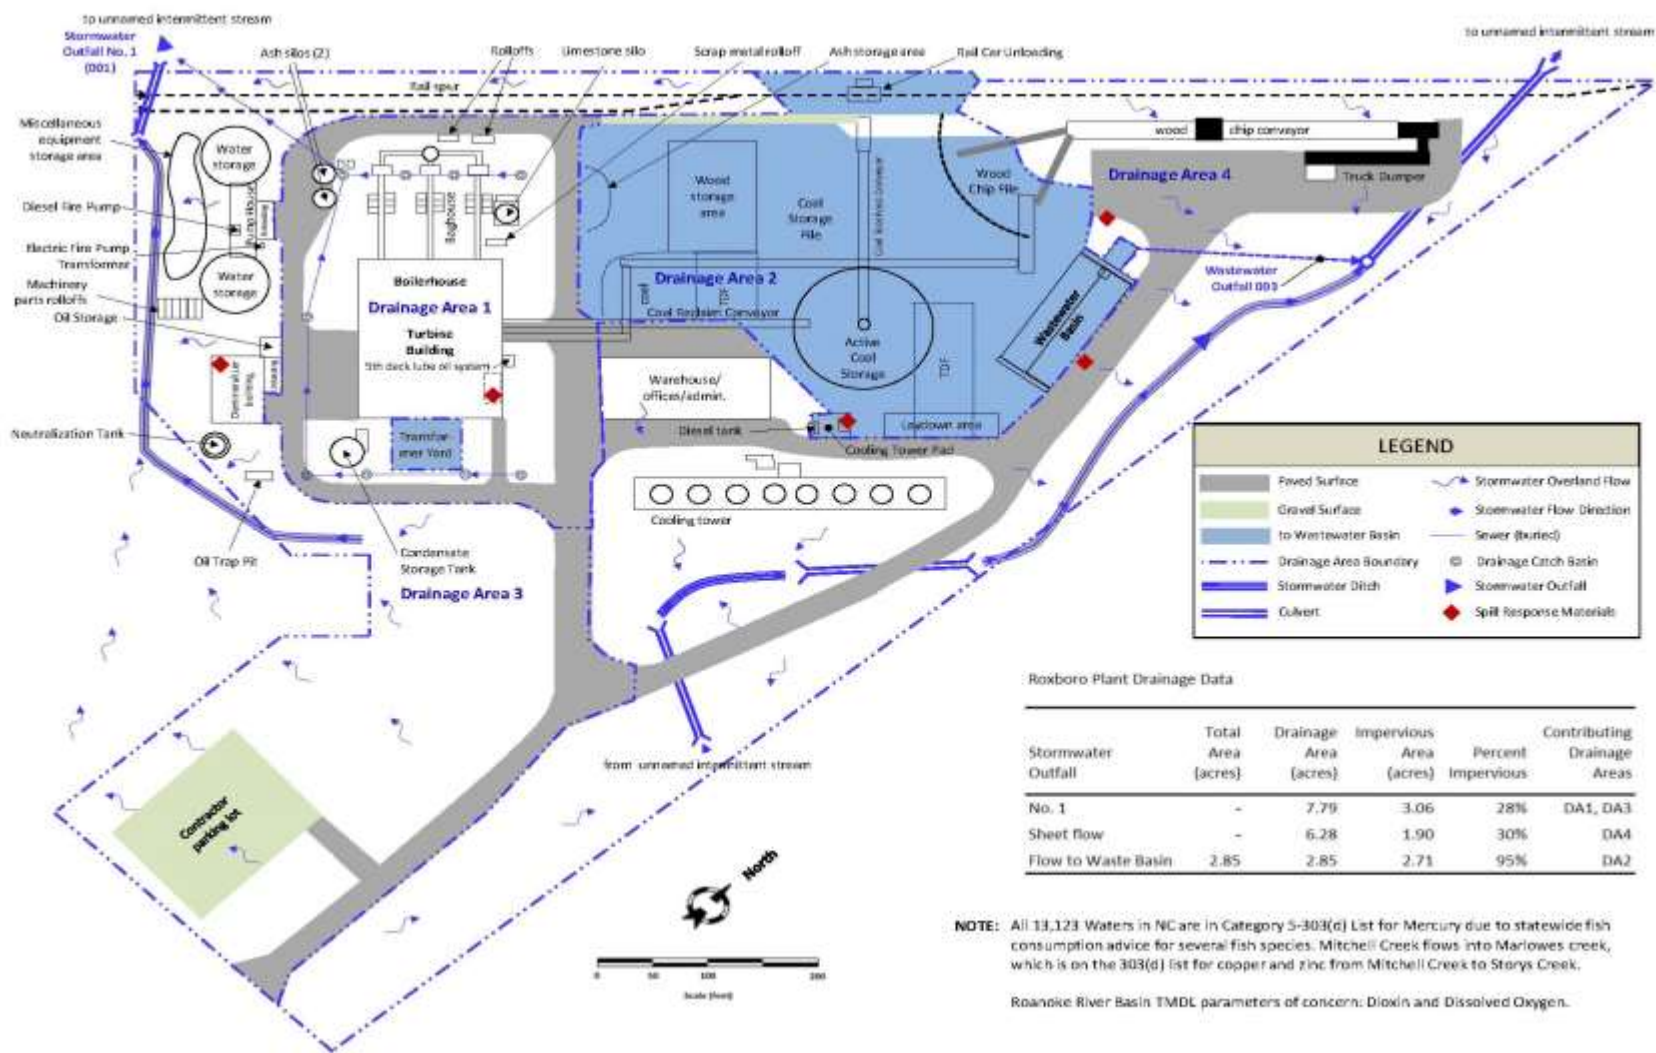 to unnamed intermittent stream
Stormwater
Outfall No. 1
(001)
Ash silos (2)
Rolloffs
Limestone silo
Scrap metal rolloff
Ash storage area
Rail Car Unloading
to unnamed intermittent stream
Rail spur
Miscellaneous
equipment
storage area
Water
storage
wood chip conveyor
Wood
Chip Pile
Drainage Area 4
Truck Dumper
Wood
storage
area
Coal
Storage
Pile
Baghouse
Diesel Fire Pump
Electric Fire Pump
Transformer
Water
storage
Machinery
parts rolloffs
Oil Storage
Boilerhouse
Drainage Area 1
Turbine
Building
5th deck lube oil system
Drainage Area 2
coal
TDF
Coal Reclaim Conveyor
Active
Coal
Storage
TDF
Wastewater
Basin
Wastewater
Outfall 003
Warehouse/
offices/admin.
Neutralization Tank
Transfor
mer Yard
Diesel tank
Laydown area
Cooling Tower Pad
Cooling tower
Oil Trap Pit
Condensate
Storage Tank
Drainage Area 3
from unnamed intermittent stream
Contractor
parking lot
North
0 50 100 200
Scale (feet)
LEGEND
Paved Surface
Gravel Surface
to Wastewater Basin
Drainage Area Boundary
Stormwater Ditch
Culvert
Stormwater Overland Flow
Stormwater Flow Direction
Sewer (buried)
Drainage Catch Basin
Stormwater Outfall
Spill Response Materials
Roxboro Plant Drainage Data
Total Drainage Impervious Contributing
Stormwater Area Area Area Percent Drainage
Outfall (acres) (acres) (acres) Impervious Areas
No. 1 - 7.79 3.06 28% DA1, DA3
Sheet flow - 6.28 1.90 30% DA4
Flow to Waste Basin 2.85 2.85 2.71 95% DA2
NOTE: All 13,123 Waters in NC are in Category 5-303(d) List for Mercury due to statewide fish
consumption advice for several fish species. Mitchell Creek flows into Marlowes creek,
which is on the 303(d) list for copper and zinc from Mitchell Creek to Storys Creek.
Roanoke River Basin TMDL parameters of concern: Dioxin and Dissolved Oxygen.